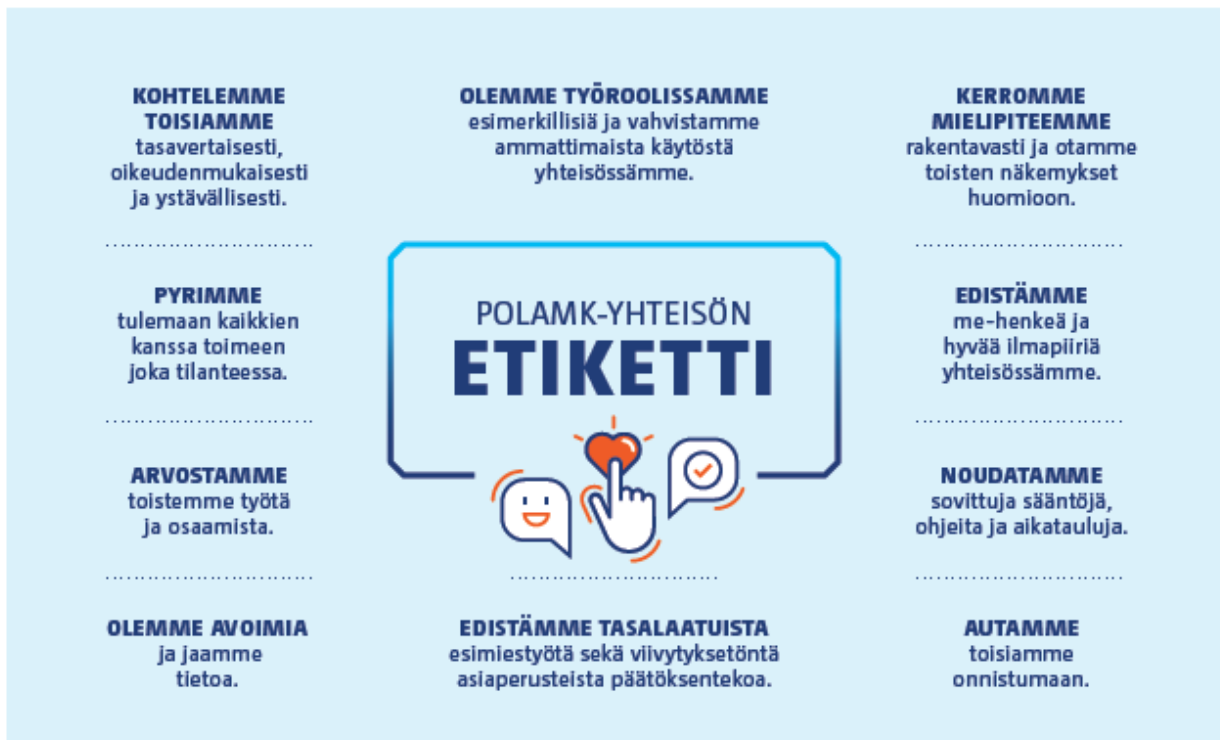 KOHTELEMME
TOISIAMME
tasavertaisesti,
oikeudenmukaisesti
ja ystävällisesti.
PYRIMME
tulemaan kaikkien
kanssa toimeen
joka tilanteessa.
ARVOSTAMME
toistemme työtä
ja osaamista.
OLEMME AVOIMIA
ja jaamme
tietoa.
OLEMME TYÖROOLISSAMME
esimerkillisiä ja vahvistamme
ammattimaista käytöstä
yhteisössämme.
POLAMK-YHTEISÖN
ETIKETTI
EDISTÄMME TASALAATUISTA
esimiestyötä sekä viivytyksetöntä
asiaperusteista päätöksentekoa.
KERROMME
MIELIPITEEMME
rakentavasti ja otamme
toisten näkemykset
huomioon.
EDISTÄMME
me-henkeä ja
hyvää ilmapiiriä
yhteisössämme.
NOUDATAMME
sovittuja sääntöjä,
ohjeita ja aikatauluja.
AUTAMME
toisiamme
onnistumaan.